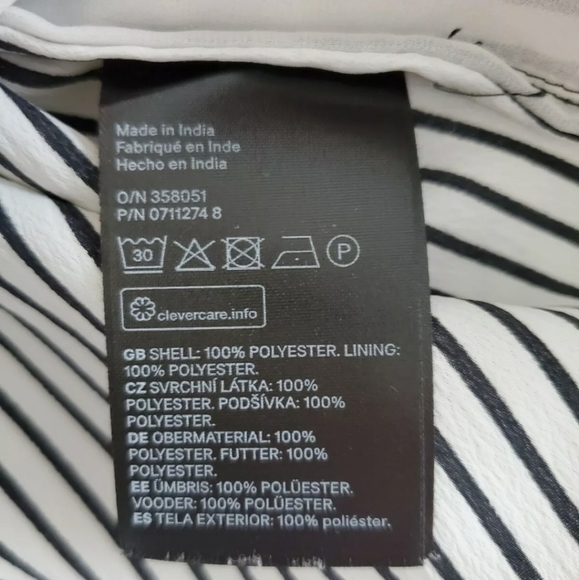 Made in India
Fabriqué en Inde
Hecho en India
O/N 358051
P/N 0711274 8
30 P
clevercare.info
GB SHELL: 100% POLYESTER. LINING:
100% POLYESTER.
CZ SVRCHNÍ LÁTKA: 100%
POLYESTER. PODŠÍVKA: 100%
POLYESTER.
DE OBERMATERIAL: 100%
POLYESTER. FUTTER: 100%
POLYESTER.
EE ÜMBRIS: 100% POLÜESTER.
VOODER: 100% POLÜESTER.
ES TELA EXTERIOR: 100% poliéster.